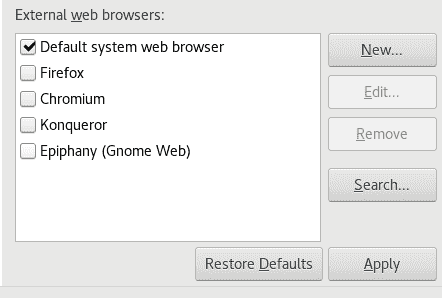 External web browsers:
Default system web browser
Firefox
Chromium
Konqueror
Epiphany (Gnome Web)
New...
Edit...
Remove
Search...
Restore Defaults
Apply